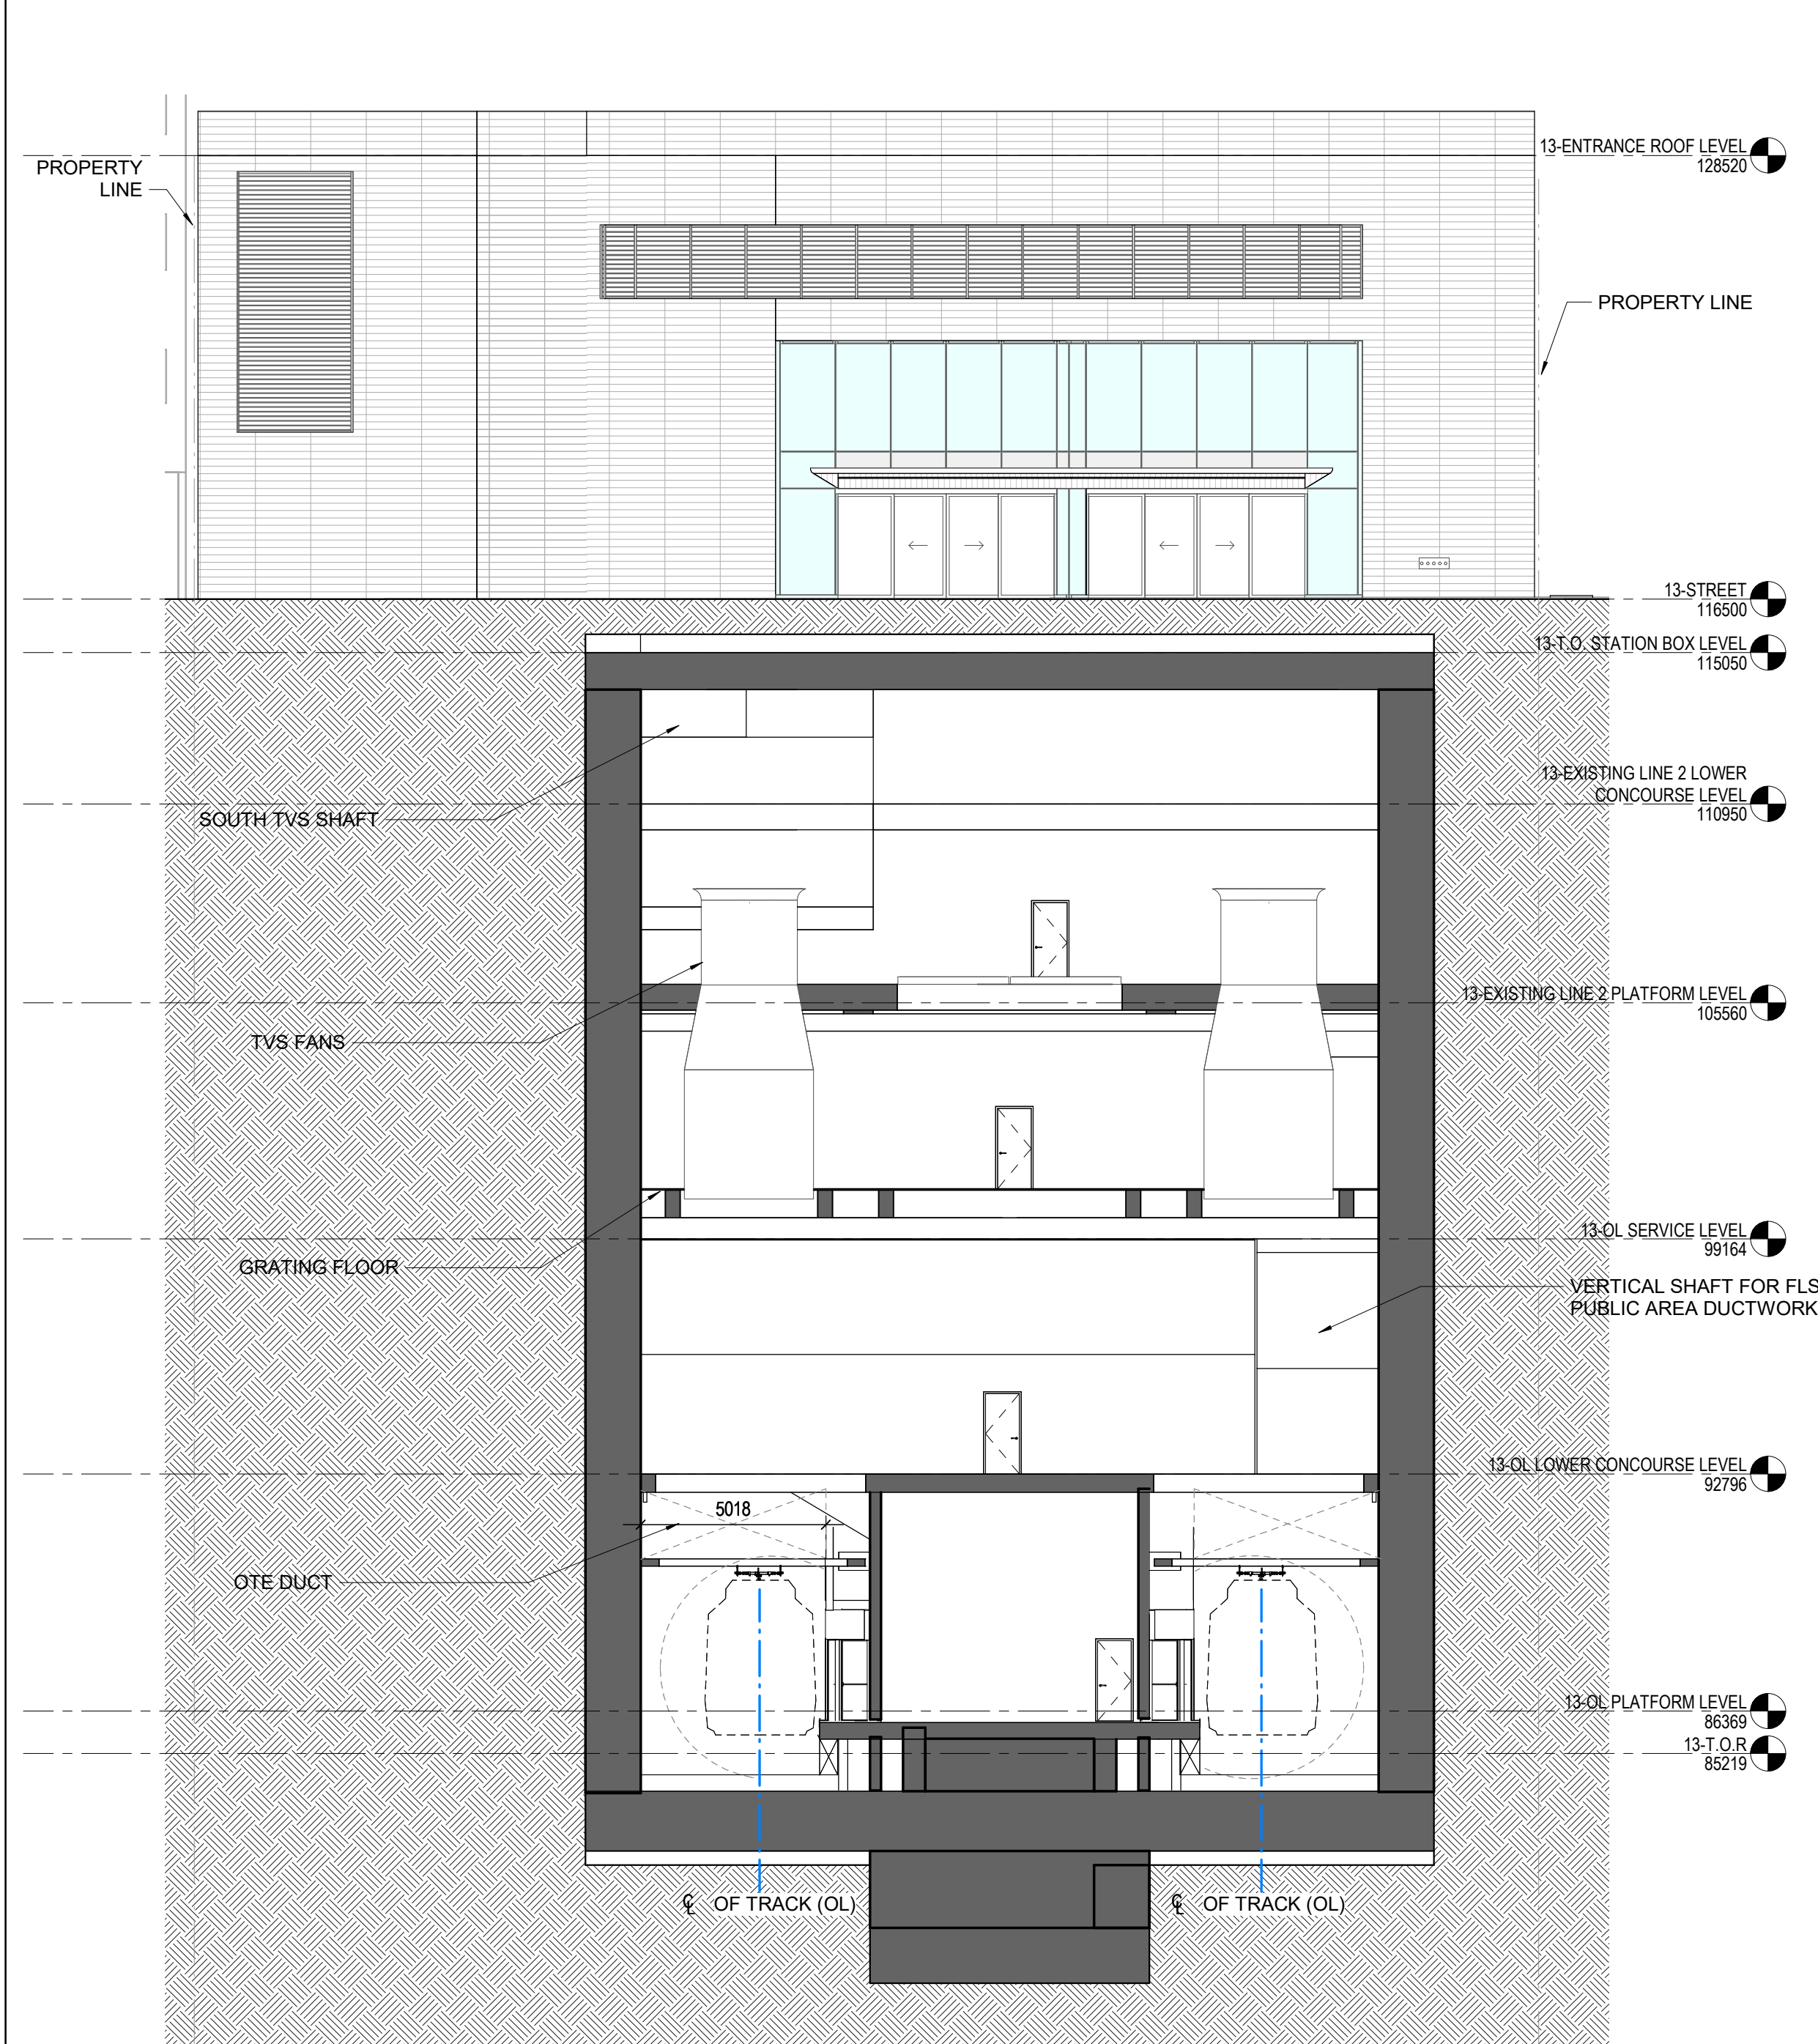 13-ENTRANCE ROOF LEVEL
128520
PROPERTY
LINE
PROPERTY LINE
13-STREET
116500
13-T.O. STATION BOX LEVEL
115050
13-EXISTING LINE 2 LOWER
CONCOURSE LEVEL
110950
SOUTH TVS SHAFT
13-EXISTING LINE 2 PLATFORM LEVEL
105560
TVS FANS
13-OL SERVICE LEVEL
99164
GRATING FLOOR
VERTICAL SHAFT FOR FLS
PUBLIC AREA DUCTWORK
13-OL LOWER CONCOURSE LEVEL
92796
5018
OTE DUCT
13-OL PLATFORM LEVEL
86369
13-T.O.R
85219
℄ OF TRACK (OL)
℄ OF TRACK (OL)